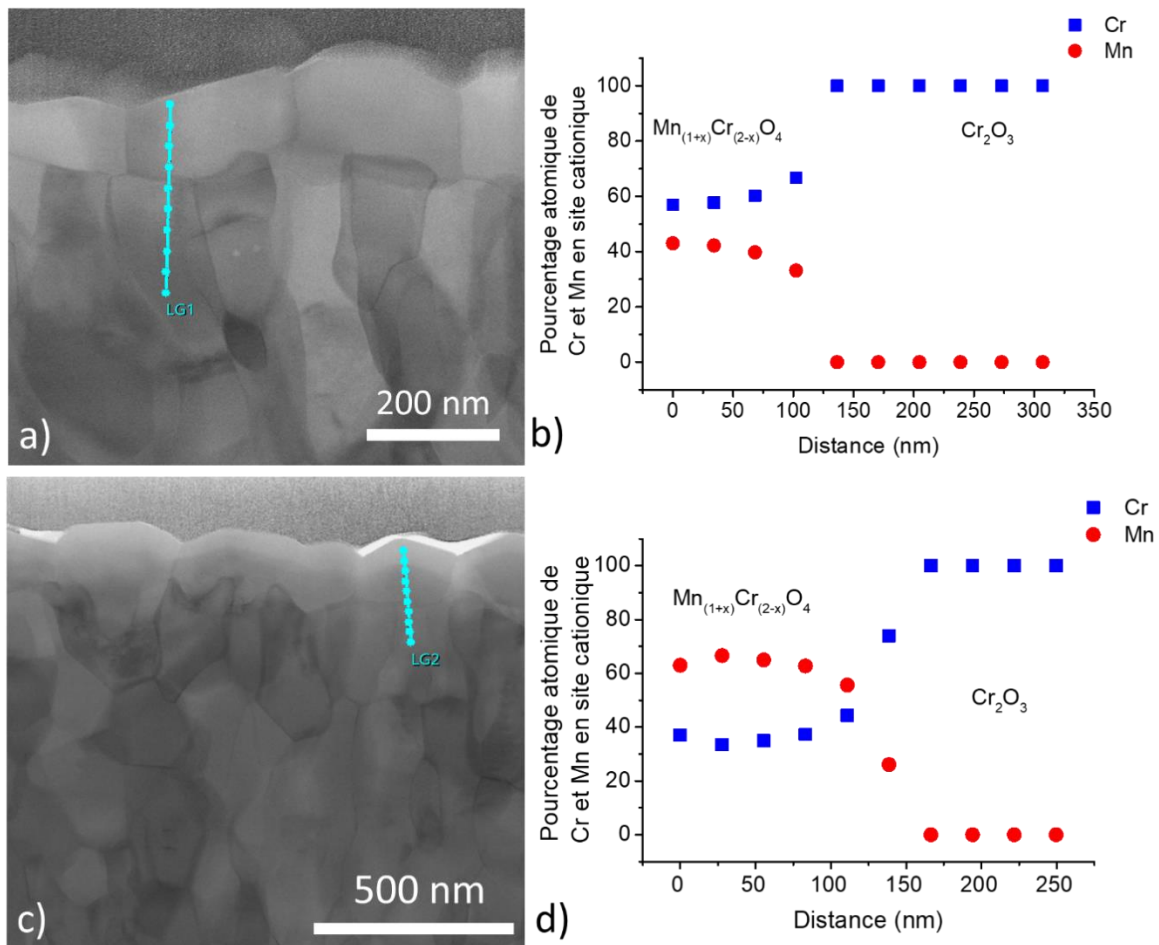 LG1
200 nm
a)
Cr
Mn
Pourcentage atomique de
Cr et Mn en site cationique
100
80
60
40
20
0
Mn(1+x)Cr(2-x)O4
Cr2O3
0 50 100 150 200 250 300 350
Distance (nm)
b)
LG2
500 nm
c)
Cr
Mn
Pourcentage atomique de
Cr et Mn en site cationique
100
80
60
40
20
0
Mn(1+x)Cr(2-x)O4
Cr2O3
0 50 100 150 200 250
Distance (nm)
d)